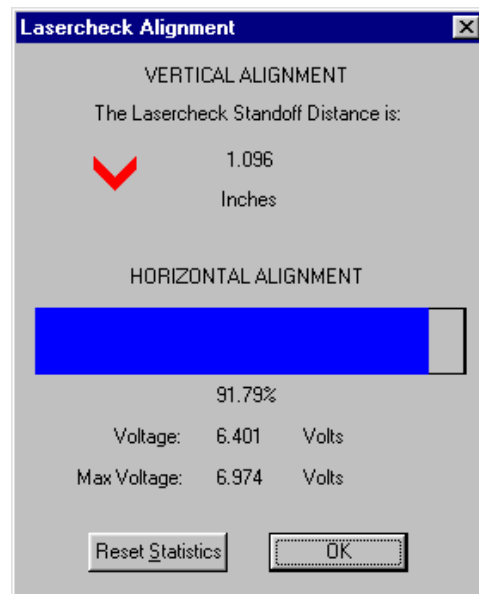 Lasercheck Alignment
VERTICAL ALIGNMENT
The Lasercheck Standoff Distance is:
1.096
Inches
HORIZONTAL ALIGNMENT
91.79%
Voltage: 6.401 Volts
Max Voltage: 6.974 Volts
Reset Statistics OK